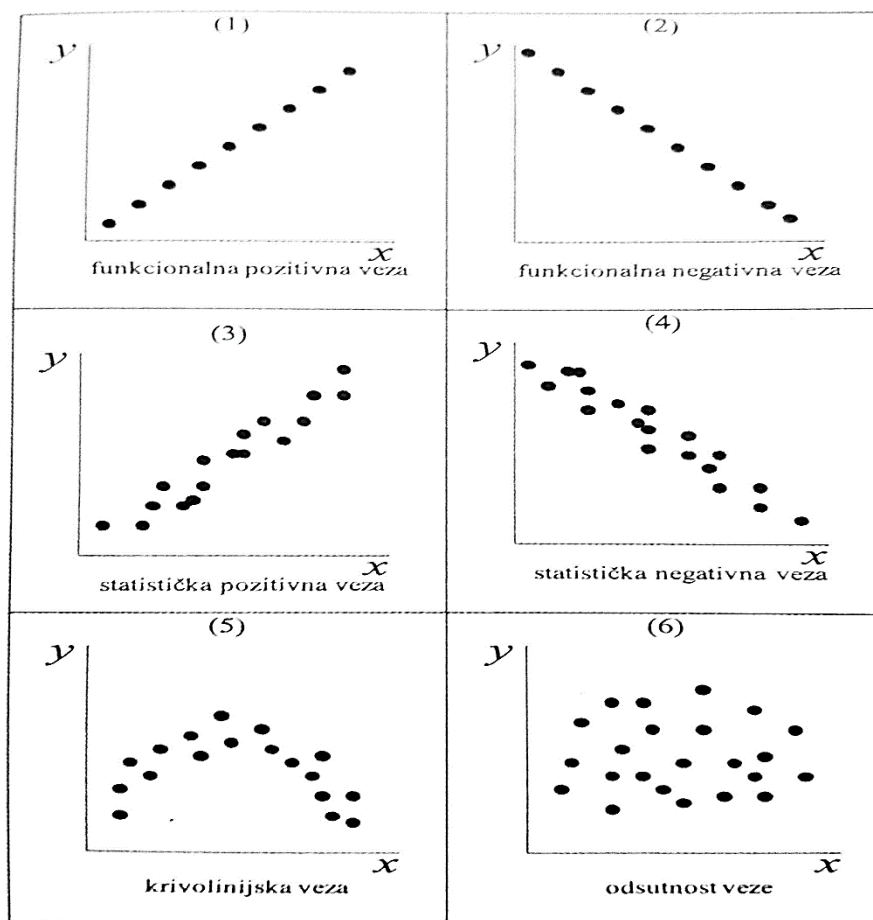 (1)
y
x
funkcionalna pozitivna veza
(2)
y
x
funkcionalna negativna veza
(3)
y
x
statistička pozitivna veza
(4)
y
x
statistička negativna veza
(5)
y
x
krivolinijska veza
(6)
y
x
odsutnost veze